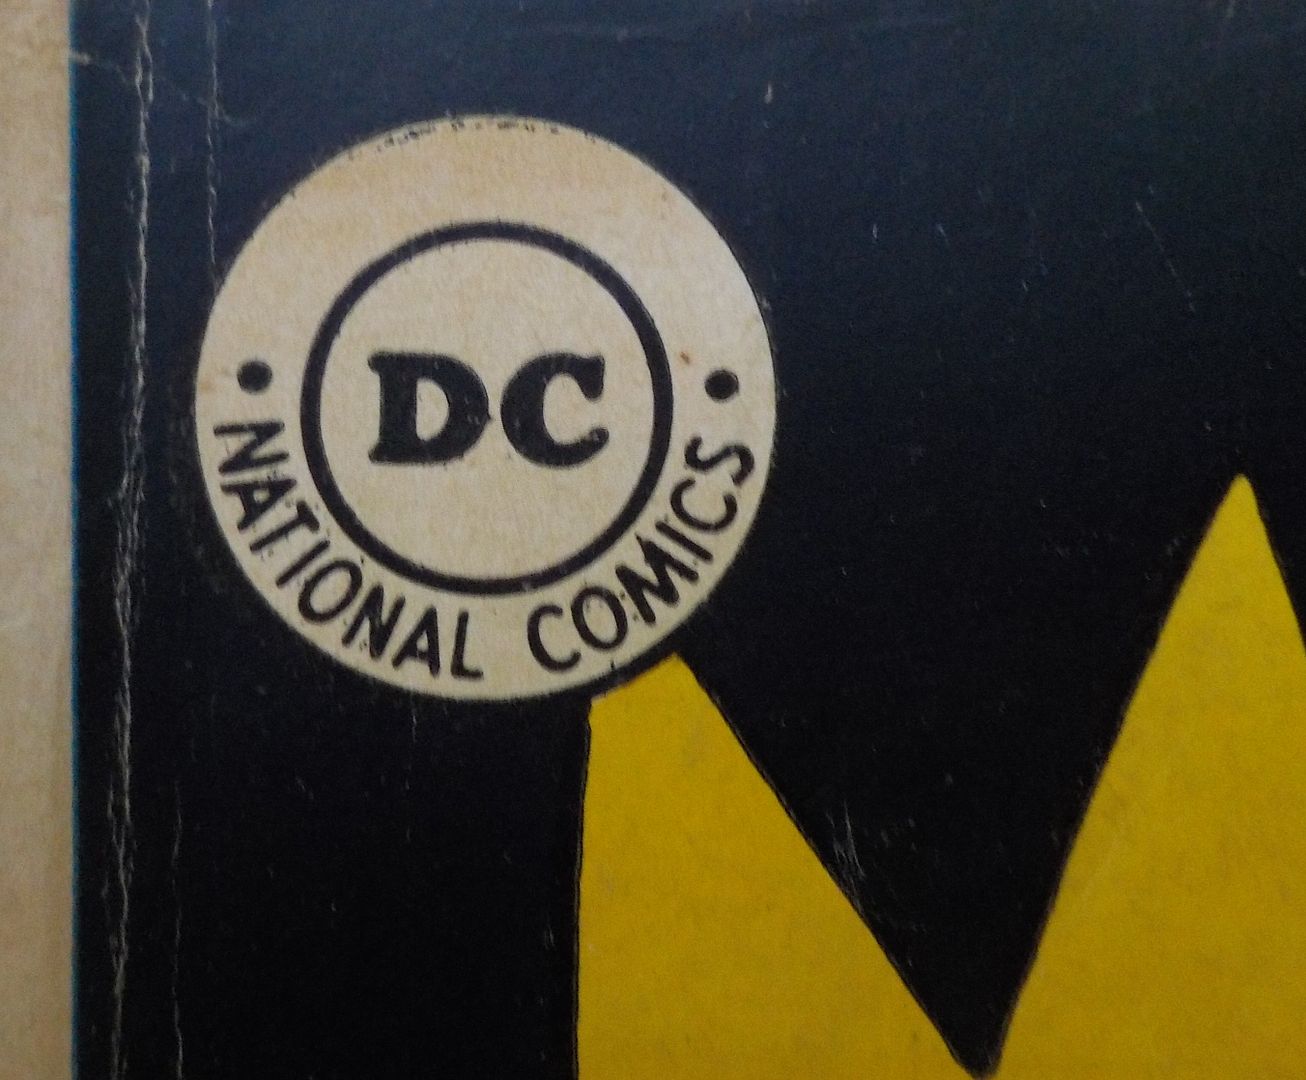 DC
• NATIONAL COMICS •
M